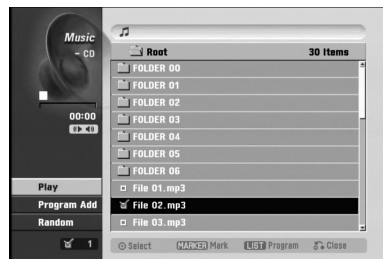 Music
- CD
00:00
Play
Program Add
Random
1
Root 30 Items
FOLDER 00
FOLDER 01
FOLDER 02
FOLDER 03
FOLDER 04
FOLDER 05
FOLDER 06
File 01.mp3
File 02.mp3
File 03.mp3
Select MARKER Mark LIST Program Close